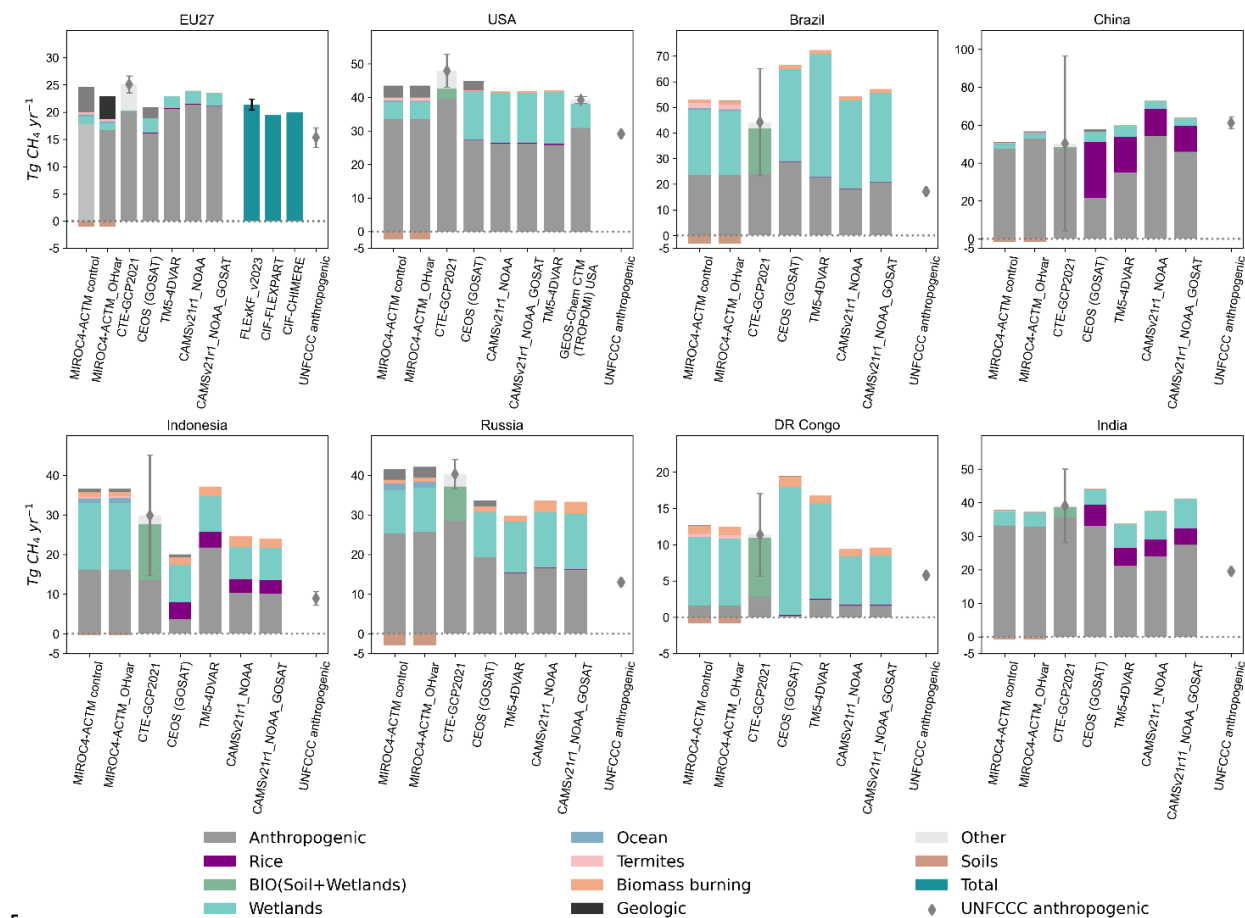 EU27
USA
Brazil
China
Tg CH4 yr−1
30
25
20
15
10
5
0
-5
50
40
30
20
10
0
-5
70
60
50
40
30
20
10
0
-5
100
80
60
40
20
0
-5
MIROC4-ACTM control
MIROC4-ACTM_OHvar
CTE-GCP2021
CEOS (GOSAT)
TM5-4DVAR
CAMSv21r1_NOAA
CAMSv21r1_NOAA_GOSAT
FLExKF_v2023
CIF-FLEXPART
CIF-CHIMERE
UNFCCC anthropogenic
MIROC4-ACTM control
MIROC4-ACTM_OHvar
CTE-GCP2021
CEOS (GOSAT)
CAMSv21r1_NOAA
CAMSv21r1_NOAA_GOSAT
TM5-4DVAR
GEOS-Chem CTM
(TROPOMI) USA
UNFCCC anthropogenic
MIROC4-ACTM control
MIROC4-ACTM_OHvar
CTE-GCP2021
CEOS (GOSAT)
TM5-4DVAR
CAMSv21r1_NOAA
CAMSv21r1_NOAA_GOSAT
UNFCCC anthropogenic
MIROC4-ACTM control
MIROC4-ACTM_OHvar
CTE-GCP2021
CEOS (GOSAT)
TM5-4DVAR
CAMSv21r1_NOAA
CAMSv21r1_NOAA_GOSAT
UNFCCC anthropogenic
Indonesia
Russia
DR Congo
India
Tg CH4 yr−1
40
30
20
10
0
-5
40
30
20
10
0
-5
20
15
10
5
0
-5
50
40
30
20
10
0
-5
MIROC4-ACTM control
MIROC4-ACTM_OHvar
CTE-GCP2021
CEOS (GOSAT)
TM5-4DVAR
CAMSv21r1_NOAA
CAMSv21r1_NOAA_GOSAT
UNFCCC anthropogenic
MIROC4-ACTM control
MIROC4-ACTM_OHvar
CTE-GCP2021
CEOS (GOSAT)
TM5-4DVAR
CAMSv21r1_NOAA
CAMSv21r1_NOAA_GOSAT
UNFCCC anthropogenic
MIROC4-ACTM control
MIROC4-ACTM_OHvar
CTE-GCP2021
CEOS (GOSAT)
TM5-4DVAR
CAMSv21r1_NOAA
CAMSv21r1_NOAA_GOSAT
UNFCCC anthropogenic
MIROC4-ACTM control
MIROC4-ACTM_OHvar
CTE-GCP2021
CEOS (GOSAT)
TM5-4DVAR
CAMSv21r1_NOAA
CAMSv21r11_NOAA_GOSAT
UNFCCC anthropogenic
Anthropogenic
Rice
BIO(Soil+Wetlands)
Wetlands
Ocean
Termites
Biomass burning
Geologic
Other
Soils
Total
UNFCCC anthropogenic